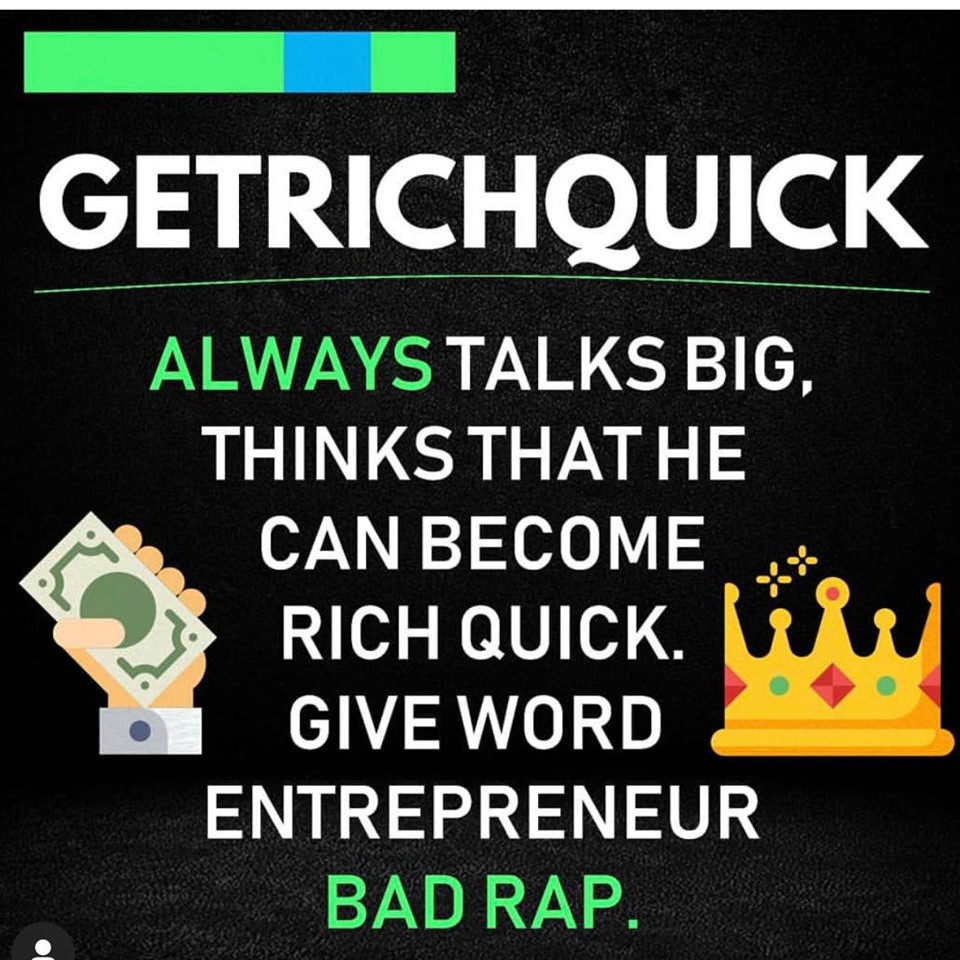 GETRICHQUICK
ALWAYS TALKS BIG,
THINKS THAT HE
CAN BECOME
RICH QUICK.
GIVE WORD
ENTREPRENEUR
BAD RAP.